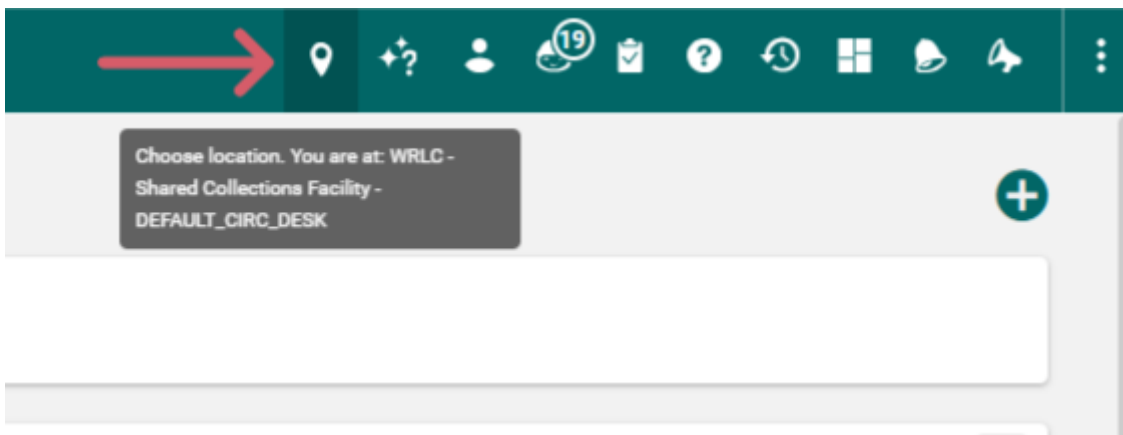 19
Choose location. You are at: WRLC -
Shared Collections Facility -
DEFAULT_CIRC_DESK